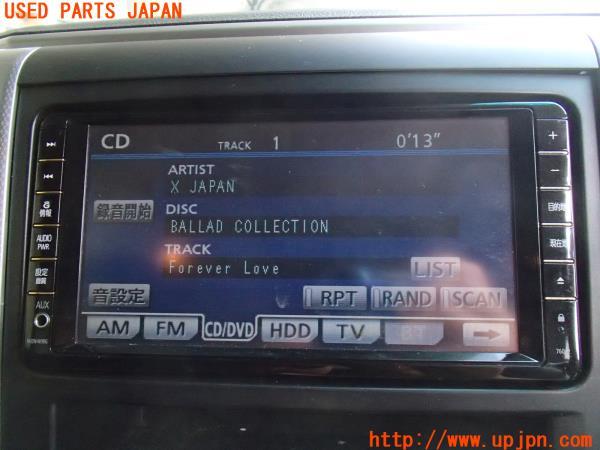 USED PARTS JAPAN
CD TRACK 1 0'13"
ARTIST
X JAPAN
録音開始
DISC
BALLAD COLLECTION
TRACK
Forever Love
LIST
音設定
RPT RAND SCAN
AM FM CD/DVD HDD TV BT
情報
AUDIO
PWR
設定
AUX
+
-
目的地
現在地
http://www.upjpn.com